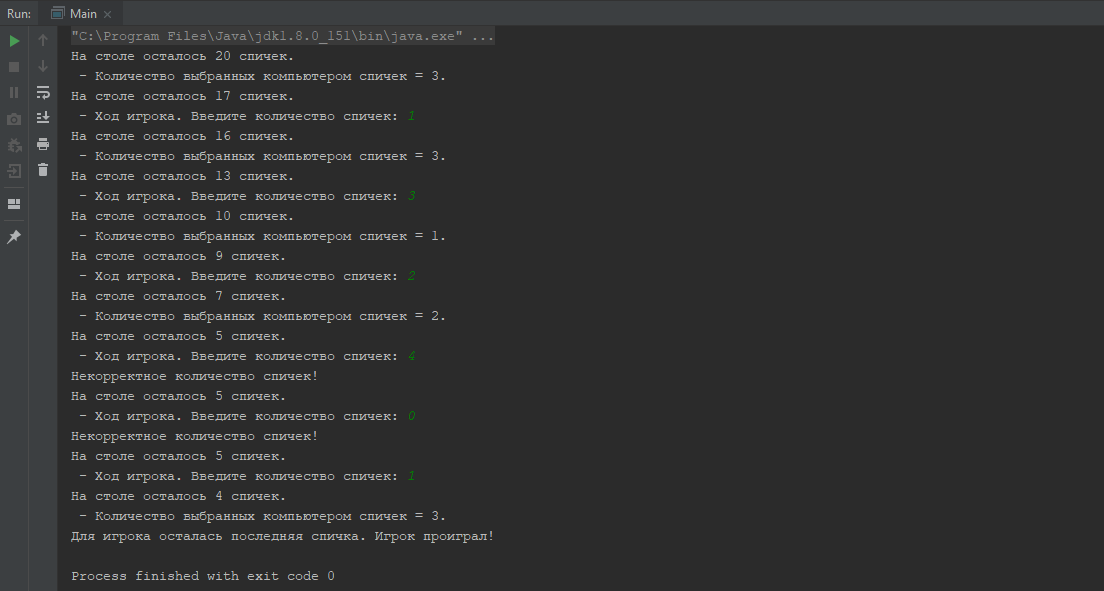 Run: Main
"C:\Program Files\Java\jdk1.8.0_151\bin\java.exe" ...
На столе осталось 20 спичек.
 - Количество выбранных компьютером спичек = 3.
На столе осталось 17 спичек.
 - Ход игрока. Введите количество спичек: 1
На столе осталось 16 спичек.
 - Количество выбранных компьютером спичек = 3.
На столе осталось 13 спичек.
 - Ход игрока. Введите количество спичек: 3
На столе осталось 10 спичек.
 - Количество выбранных компьютером спичек = 1.
На столе осталось 9 спичек.
 - Ход игрока. Введите количество спичек: 2
На столе осталось 7 спичек.
 - Количество выбранных компьютером спичек = 2.
На столе осталось 5 спичек.
 - Ход игрока. Введите количество спичек: 4
Некорректное количество спичек!
На столе осталось 5 спичек.
 - Ход игрока. Введите количество спичек: 0
Некорректное количество спичек!
На столе осталось 5 спичек.
 - Ход игрока. Введите количество спичек: 1
На столе осталось 4 спичек.
 - Количество выбранных компьютером спичек = 3.
Для игрока осталась последняя спичка. Игрок проиграл!
Process finished with exit code 0